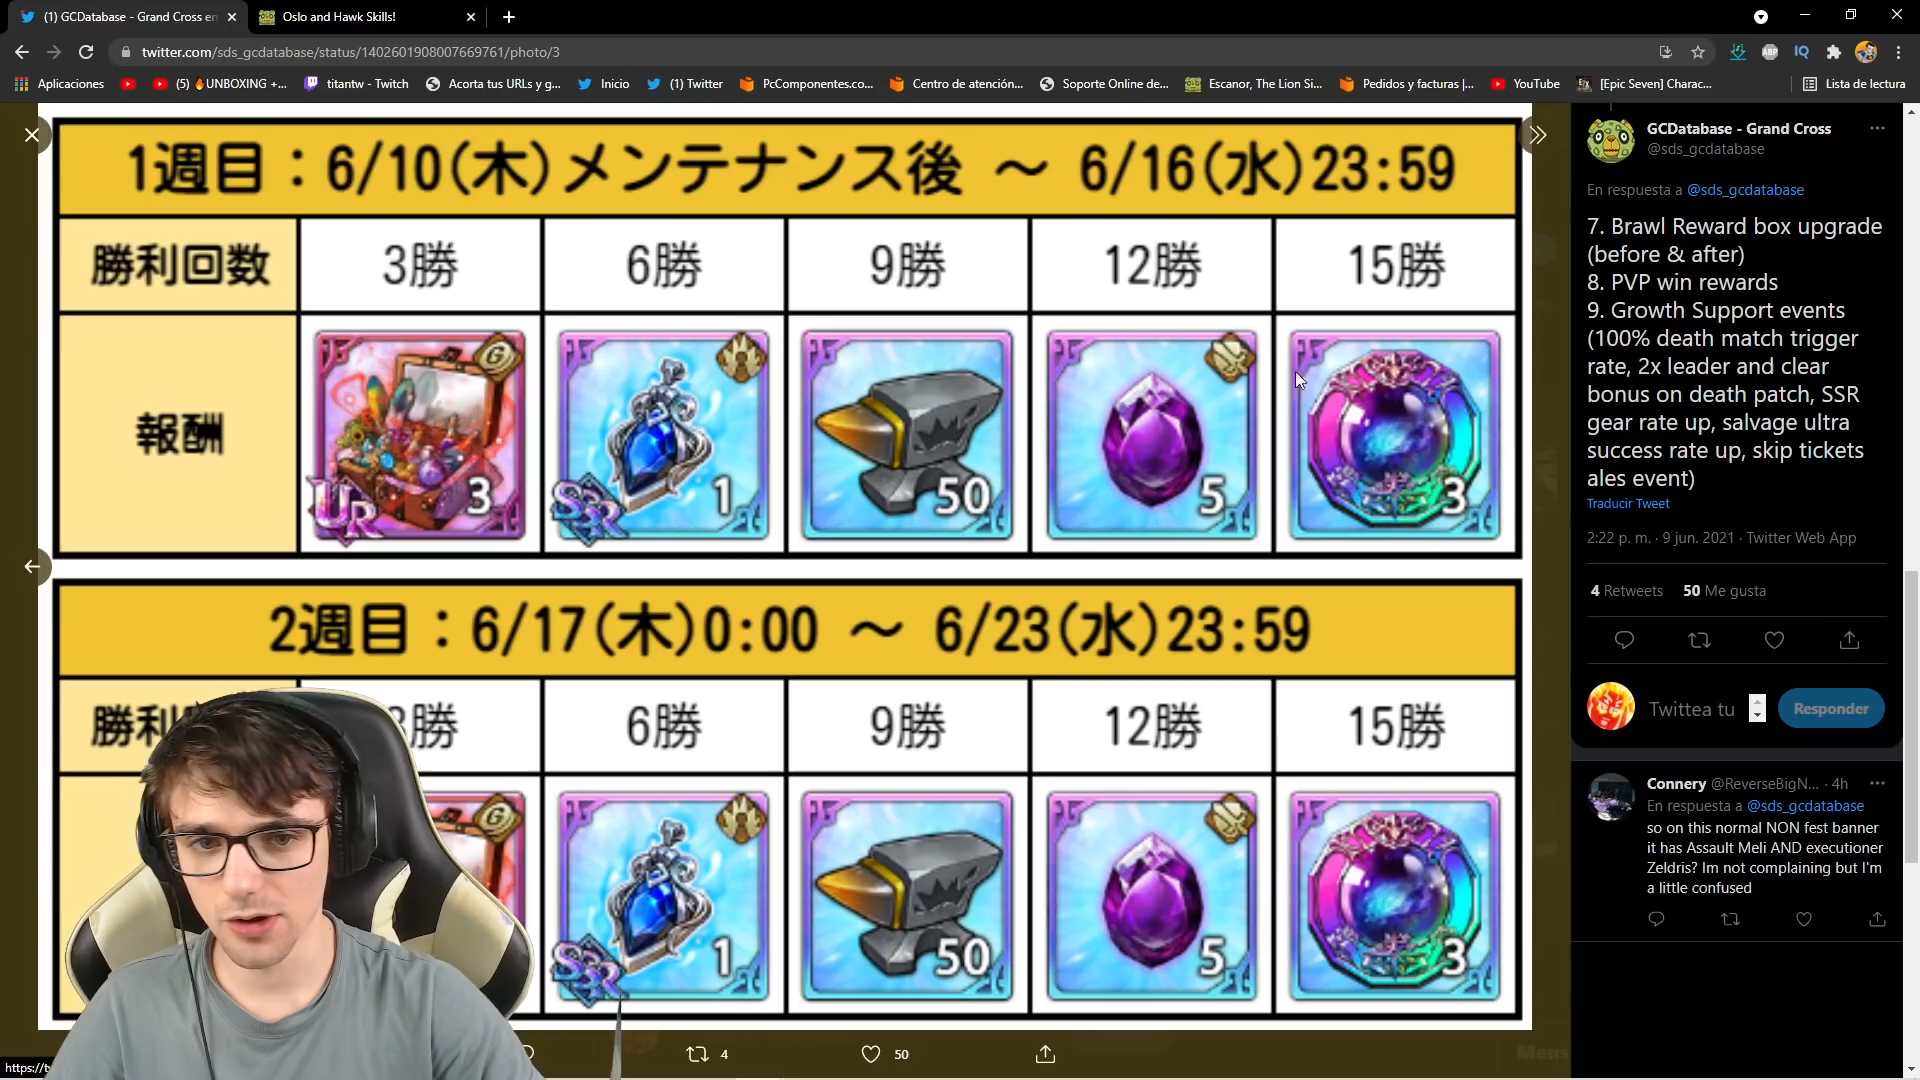 (1) GCDatabase - Grand Cross en
Oslo and Hawk Skills!
twitter.com/sds_gcdatabase/status/1402601908007669761/photo/3
ABP
IQ
Aplicaciones
(5) 🔥UNBOXING +...
titantw - Twitch
Acorta tus URLs y g...
Inicio
(1) Twitter
PcComponentes.co...
Centro de atención...
Soporte Online de...
Escanor, The Lion Si...
Pedidos y facturas |...
YouTube
[Epic Seven] Charac...
Lista de lectura
1週目：6/10(木)メンテナンス後 ～ 6/16(水)23:59
勝利回数 3勝 6勝 9勝 12勝 15勝
報酬
G
UR 3
SSR 1
50
5
3
2週目：6/17(木)0:00 ～ 6/23(水)23:59
勝利 勝 6勝 9勝 12勝 15勝
G
SSR 1
50
5
3
4
50
https://t
GCDatabase - Grand Cross
@sds_gcdatabase
En respuesta a @sds_gcdatabase
7. Brawl Reward box upgrade
(before & after)
8. PVP win rewards
9. Growth Support events
(100% death match trigger
rate, 2x leader and clear
bonus on death patch, SSR
gear rate up, salvage ultra
success rate up, skip tickets
ales event)
Traducir Tweet
2:22 p. m. · 9 jun. 2021 · Twitter Web App
4 Retweets 50 Me gusta
Twittea tu
Responder
Connery @ReverseBigN... · 4h
En respuesta a @sds_gcdatabase
so on this normal NON fest banner
it has Assault Meli AND executioner
Zeldris? Im not complaining but I'm
a little confused